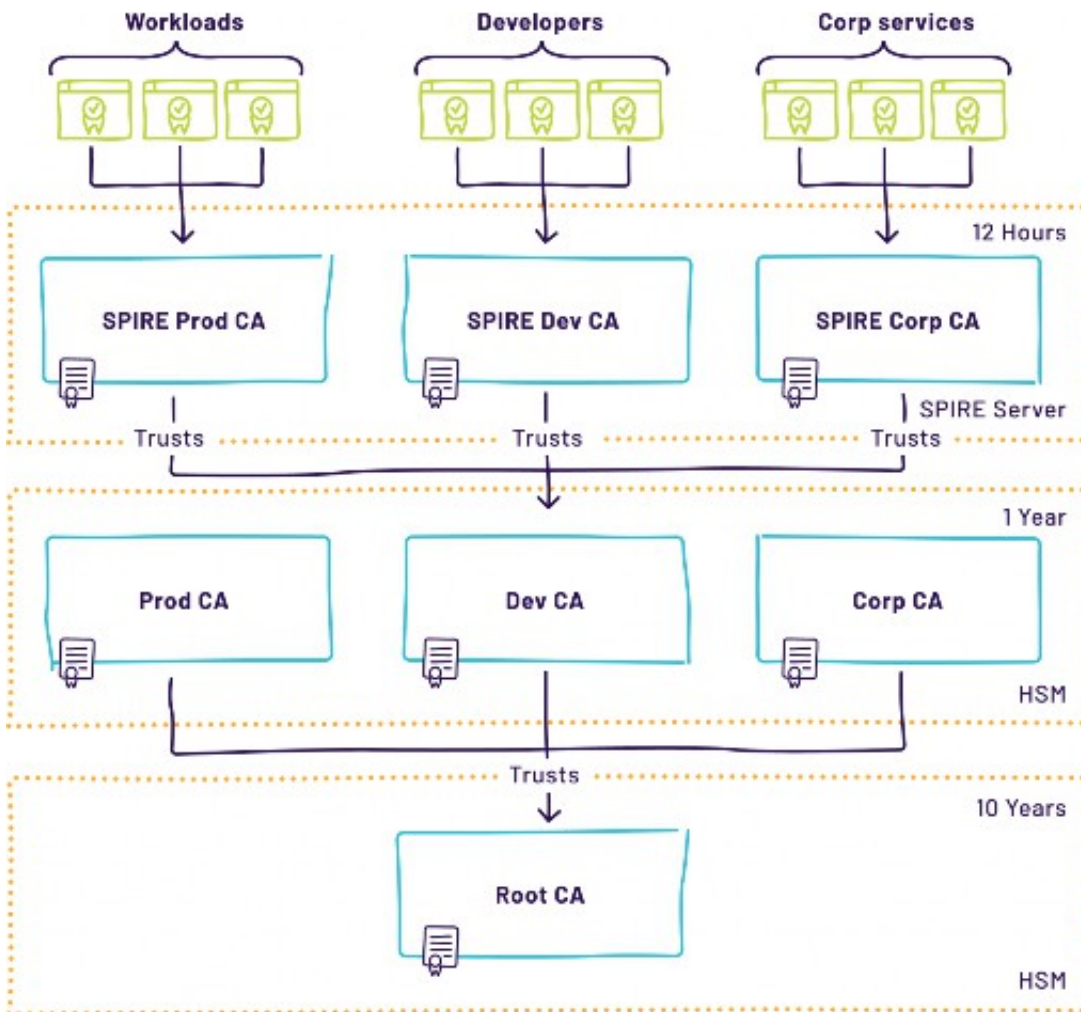 Workloads
Developers
Corp services
12 Hours
SPIRE Prod CA
SPIRE Dev CA
SPIRE Corp CA
SPIRE Server
Trusts
Trusts
Trusts
1 Year
Prod CA
Dev CA
Corp CA
HSM
Trusts
10 Years
Root CA
HSM